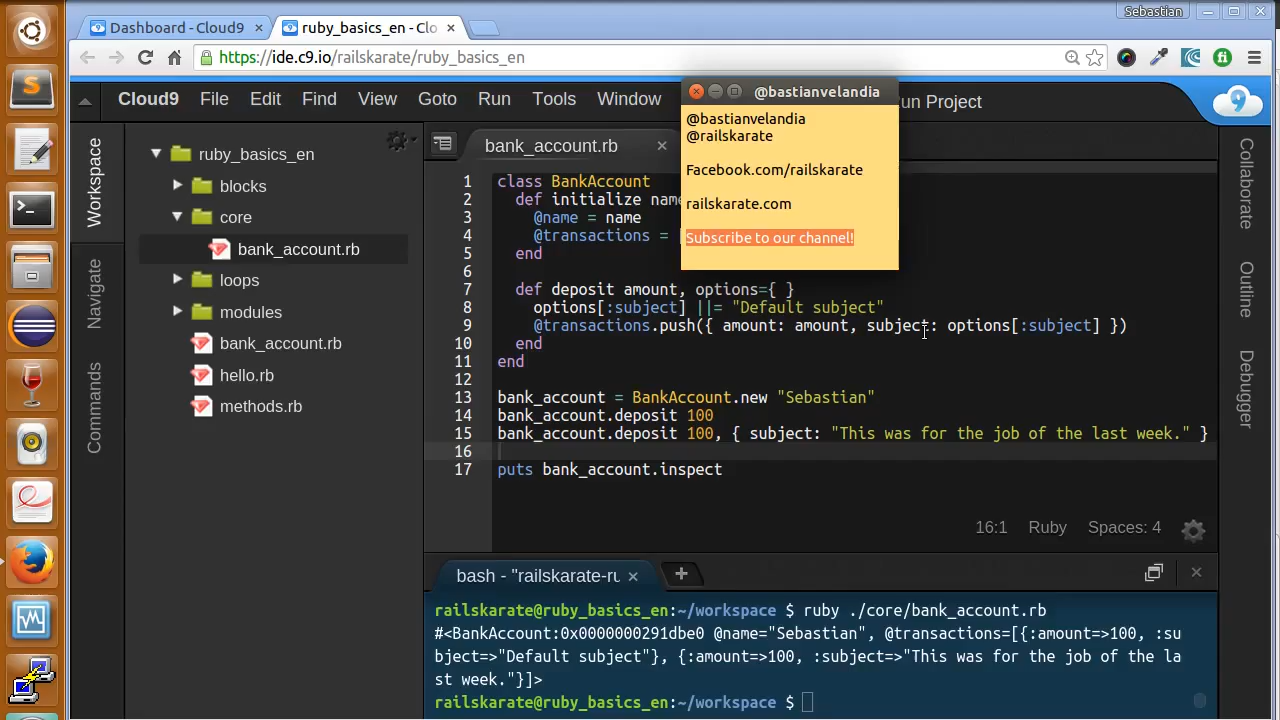 Sebastian
Dashboard - Cloud9
ruby_basics_en - Clo
https://ide.c9.io/railskarate/ruby_basics_en
Cloud9 File Edit Find View Goto Run Tools Window un Project
@bastianvelandia
@bastianvelandia
@railskarate
Facebook.com/railskarate
railskarate.com
Subscribe to our channel!
Workspace
Navigate
Commands
ruby_basics_en
blocks
core
bank_account.rb
loops
modules
bank_account.rb
hello.rb
methods.rb
bank_account.rb
1 class BankAccount
2 def initialize name
3 @name = name
4 @transactions = [
5 end
6
7 def deposit amount, options={ }
8 options[:subject] ||= "Default subject"
9 @transactions.push({ amount: amount, subject: options[:subject] })
10 end
11 end
12
13 bank_account = BankAccount.new "Sebastian"
14 bank_account.deposit 100
15 bank_account.deposit 100, { subject: "This was for the job of the last week." }
16
17 puts bank_account.inspect
16:1 Ruby Spaces: 4
Collaborate
Outline
Debugger
bash - "railskarate-ru
railskarate@ruby_basics_en:~/workspace $ ruby ./core/bank_account.rb
#<BankAccount:0x0000000291dbe0 @name="Sebastian", @transactions=[{:amount=>100, :su
bject=>"Default subject"}, {:amount=>100, :subject=>"This was for the job of the la
st week."}]>
railskarate@ruby_basics_en:~/workspace $